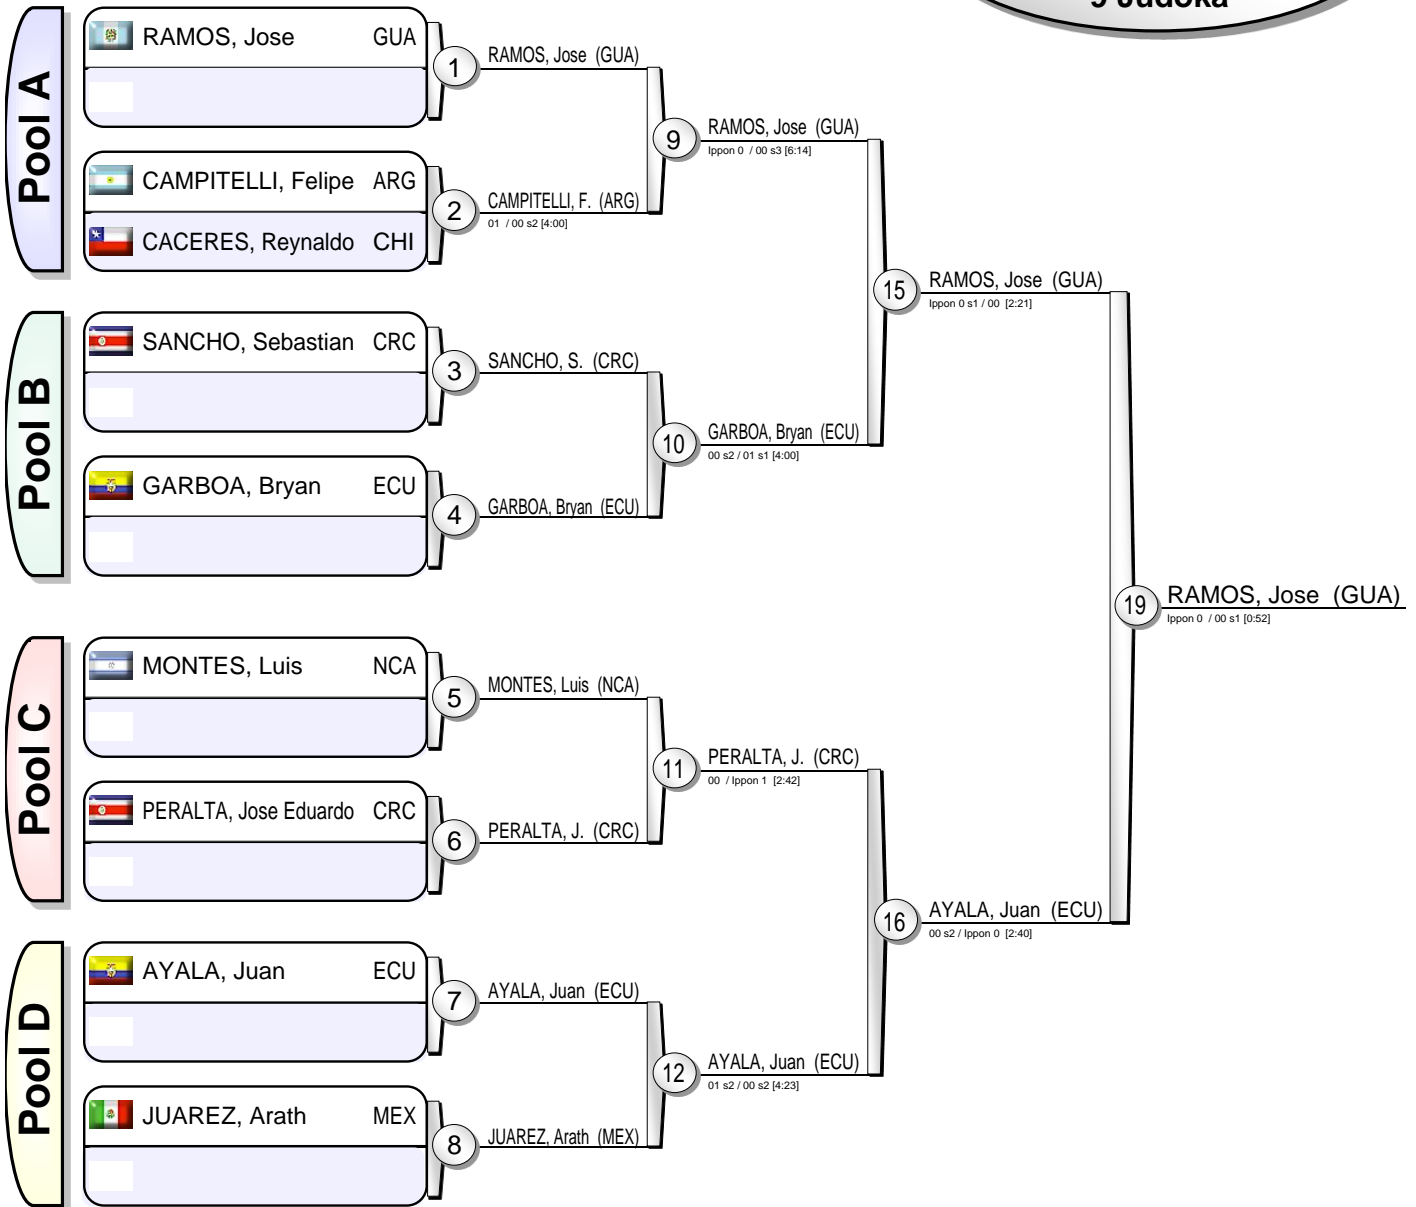 9 Judoka
Pool A
RAMOS, Jose GUA
CAMPITELLI, Felipe ARG
CACERES, Reynaldo CHI
Pool B
SANCHO, Sebastian CRC
GARBOA, Bryan ECU
Pool C
MONTES, Luis NCA
PERALTA, Jose Eduardo CRC
Pool D
AYALA, Juan ECU
JUAREZ, Arath MEX
1 RAMOS, Jose (GUA)
2 CAMPITELLI, F. (ARG)
01 / 00 s2 [4:00]
3 SANCHO, S. (CRC)
4 GARBOA, Bryan (ECU)
5 MONTES, Luis (NCA)
6 PERALTA, J. (CRC)
7 AYALA, Juan (ECU)
8 JUAREZ, Arath (MEX)
9 RAMOS, Jose (GUA)
Ippon 0 / 00 s3 [6:14]
10 GARBOA, Bryan (ECU)
00 s2 / 01 s1 [4:00]
11 PERALTA, J. (CRC)
00 / Ippon 1 [2:42]
12 AYALA, Juan (ECU)
01 s2 / 00 s2 [4:23]
15 RAMOS, Jose (GUA)
Ippon 0 s1 / 00 [2:21]
16 AYALA, Juan (ECU)
00 s2 / Ippon 0 [2:40]
19 RAMOS, Jose (GUA)
Ippon 0 / 00 s1 [0:52]